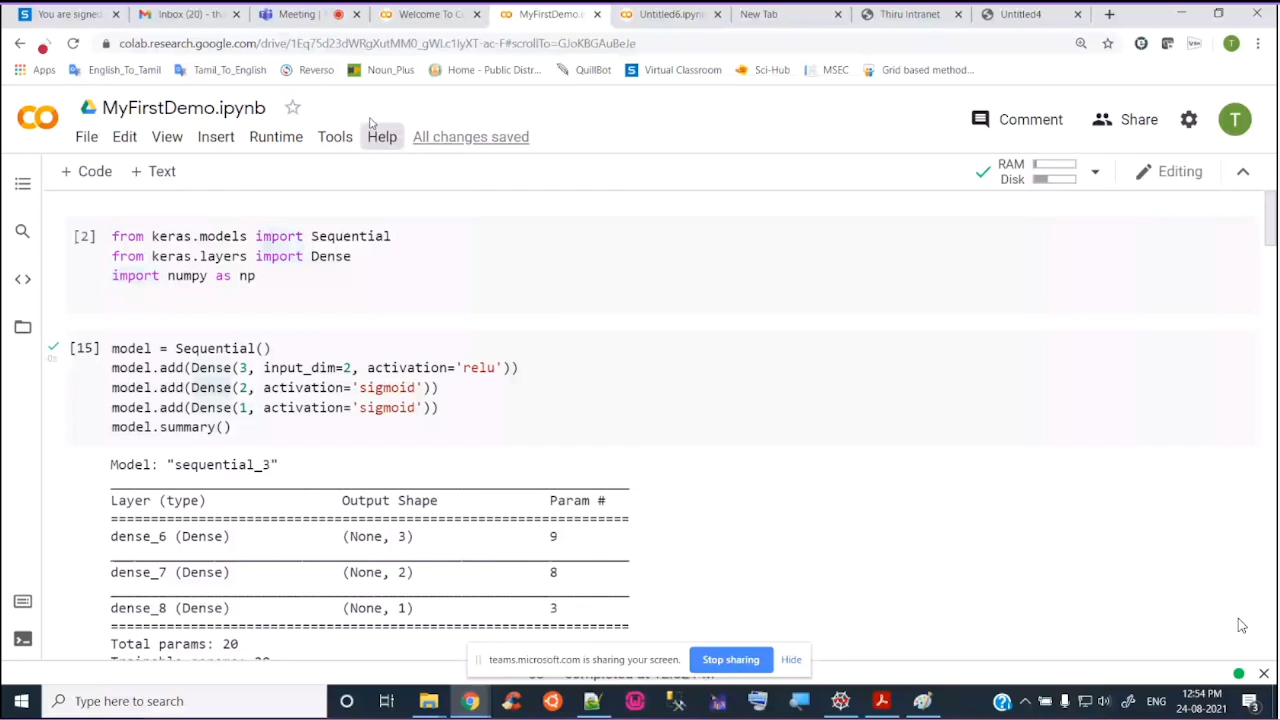 You are signed
Inbox (20) - tha
Meeting |
Welcome To Co
MyFirstDemo.i
Untitled6.ipyn
New Tab
Thiru Intranet
Untitled4
colab.research.google.com/drive/1Eq75d23dWRgXutMM0_gWLc1IyXT-ac-F#scrollTo=GJoKBGAuBeJe
Apps English_To_Tamil Tamil_To_English Reverso Noun_Plus Home - Public Distr... QuillBot Virtual Classroom Sci-Hub MSEC Grid based method...
MyFirstDemo.ipynb
Comment Share T
File Edit View Insert Runtime Tools Help All changes saved
+ Code + Text
RAM
Disk
Editing
[2] from keras.models import Sequential
from keras.layers import Dense
import numpy as np
[15] model = Sequential()
model.add(Dense(3, input_dim=2, activation='relu'))
model.add(Dense(2, activation='sigmoid'))
model.add(Dense(1, activation='sigmoid'))
model.summary()
Model: "sequential_3"
Layer (type) Output Shape Param #
dense_6 (Dense) (None, 3) 9
dense_7 (Dense) (None, 2) 8
dense_8 (Dense) (None, 1) 3
Total params: 20
teams.microsoft.com is sharing your screen. Stop sharing Hide
Type here to search
ENG
12:54 PM
24-08-2021